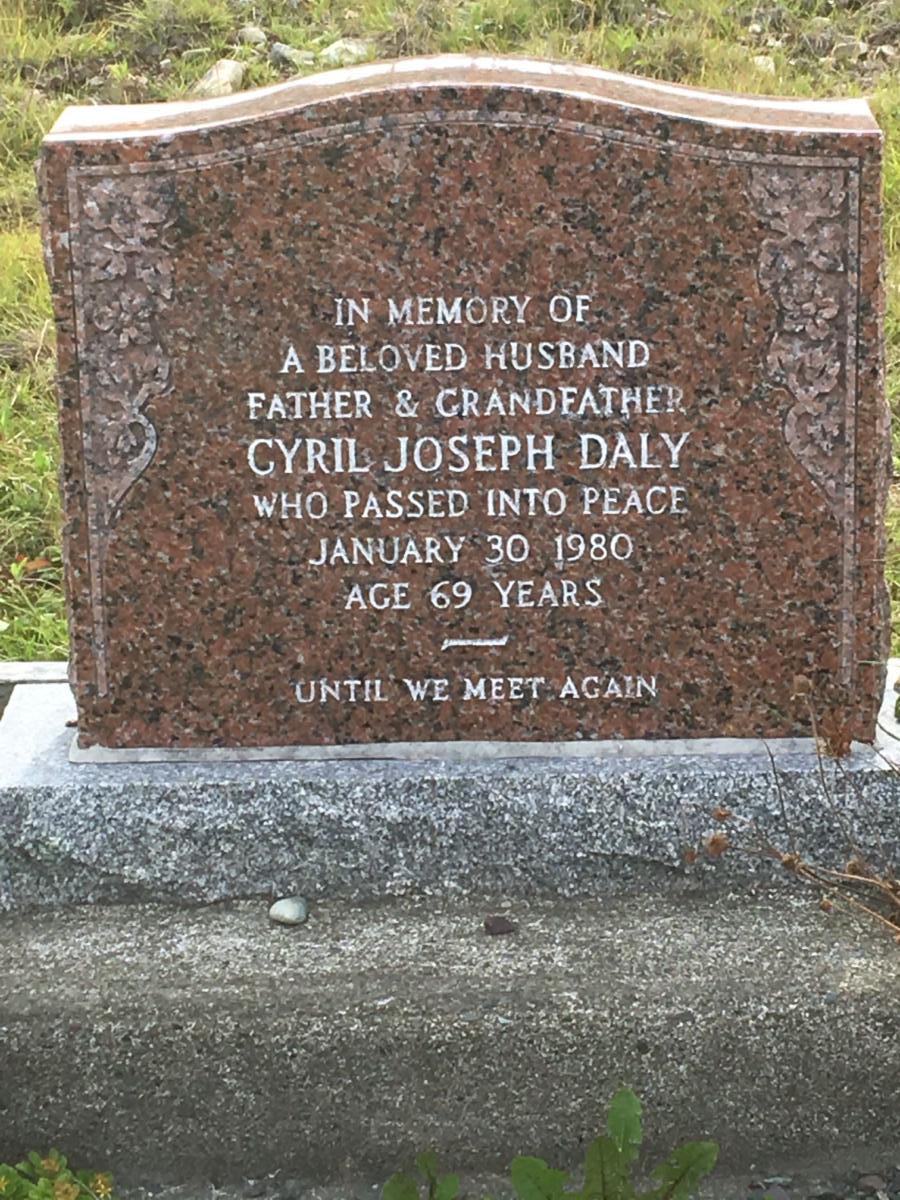 IN MEMORY OF
A BELOVED HUSBAND
FATHER & GRANDFATHER
CYRIL JOSEPH DALY
WHO PASSED INTO PEACE
JANUARY 30 1980
AGE 69 YEARS
UNTIL WE MEET AGAIN